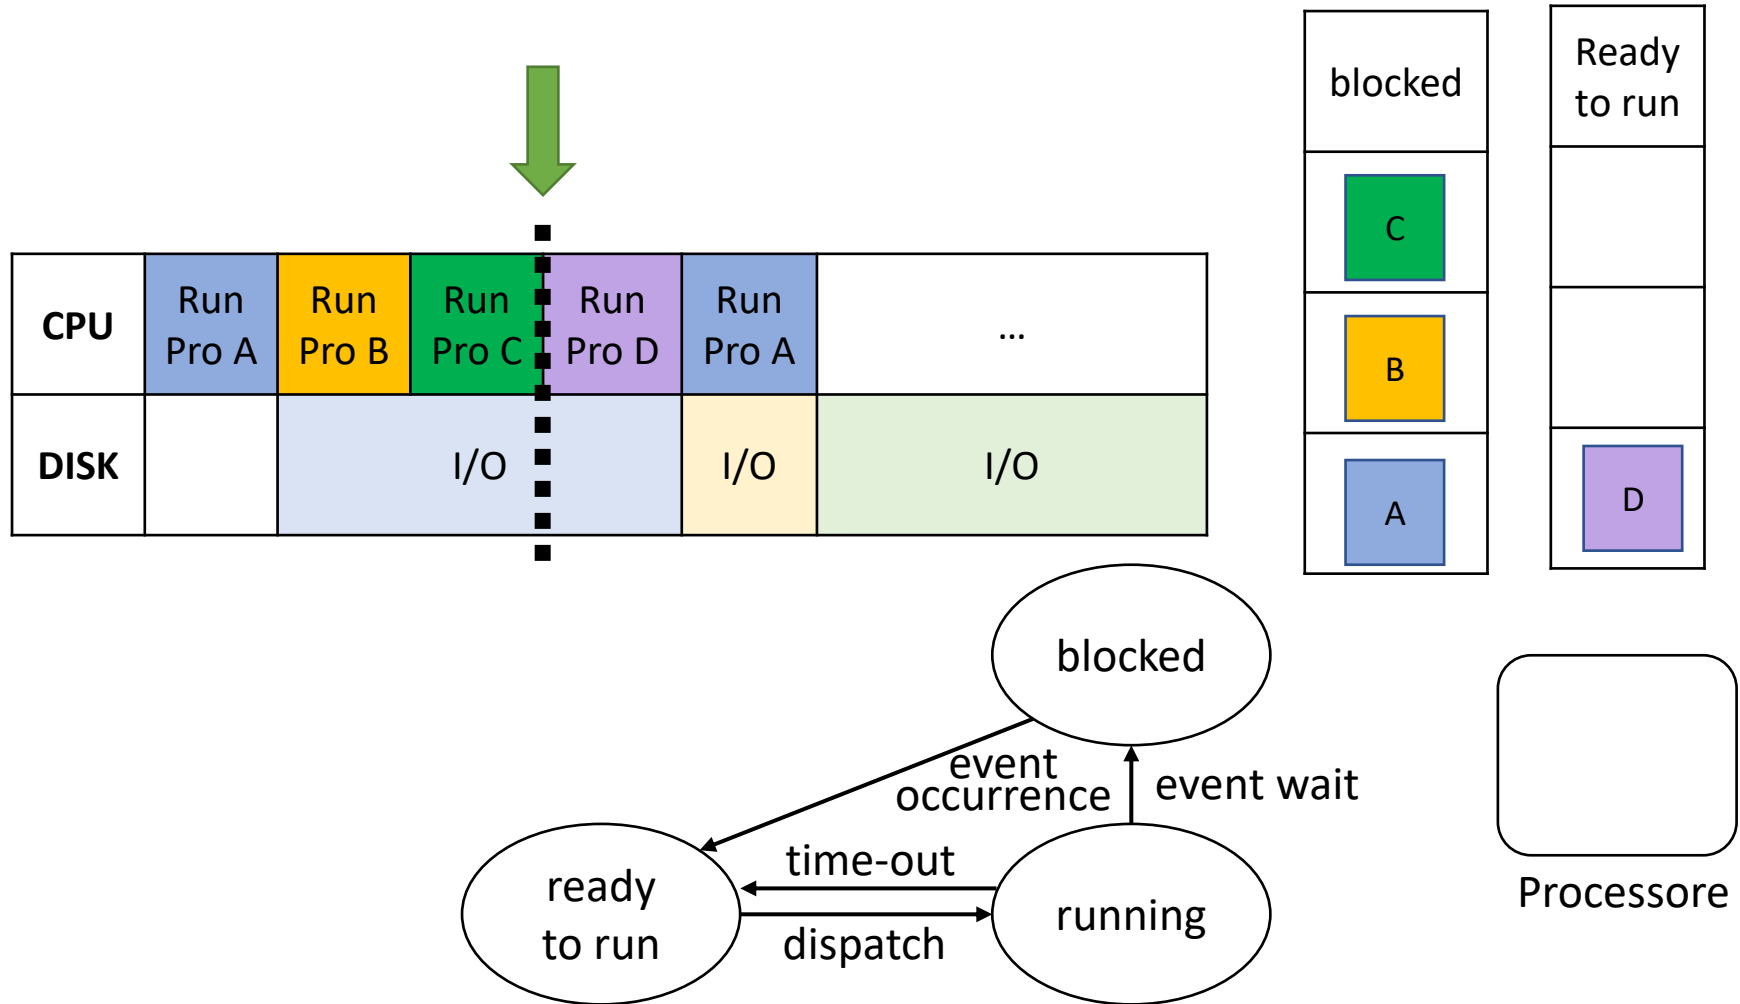 blocked
Ready
to run
C
B
A
D
CPU
Run
Pro A
Run
Pro B
Run
Pro C
Run
Pro D
Run
Pro A
...
DISK
I/O
I/O
I/O
blocked
event
occurrence
event wait
time-out
ready
to run
dispatch
running
Processore